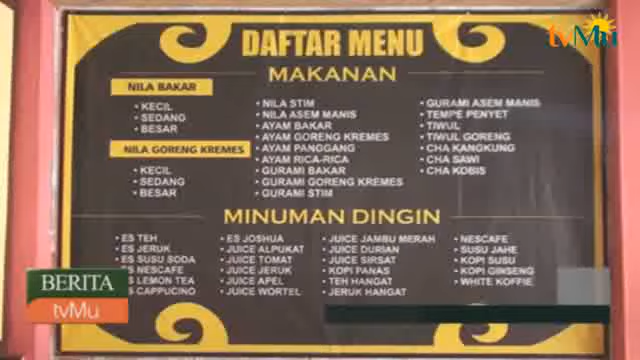 tvMu
DAFTAR MENU
MAKANAN
NILA BAKAR
• KECIL
• SEDANG
• BESAR
NILA GORENG KREMES
• KECIL
• SEDANG
• BESAR
• NILA STIM
• NILA ASEM MANIS
• AYAM BAKAR
• AYAM GORENG KREMES
• AYAM PANGGANG
• AYAM RICA-RICA
• GURAMI BAKAR
• GURAMI GORENG KREMES
• GURAMI STIM
• GURAMI ASEM MANIS
• TEMPE PENYET
• TIWUL
• TIWUL GORENG
• CHA KANGKUNG
• CHA SAWI
• CHA KOBIS
MINUMAN DINGIN
• ES TEH
• ES JERUK
• ES SUSU SODA
• ES NESCAFE
ES LEMON TEA
ES CAPPUCINO
• ES JOSHUA
• JUICE ALPUKAT
• JUICE TOMAT
• JUICE JERUK
• JUICE APEL
• JUICE WORTEL
• JUICE JAMBU MERAH
• JUICE DURIAN
• JUICE SIRSAT
• KOPI PANAS
• TEH HANGAT
• JERUK HANGAT
• NESCAFE
• SUSU JAHE
• KOPI SUSU
• KOPI GINSENG
• WHITE KOFFIE
BERITA
tvMu